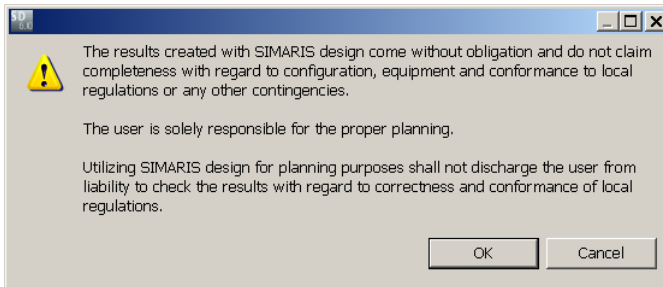 SD
6.0
The results created with SIMARIS design come without obligation and do not claim
completeness with regard to configuration, equipment and conformance to local
regulations or any other contingencies.
The user is solely responsible for the proper planning.
Utilizing SIMARIS design for planning purposes shall not discharge the user from
liability to check the results with regard to correctness and conformance of local
regulations.
OK Cancel